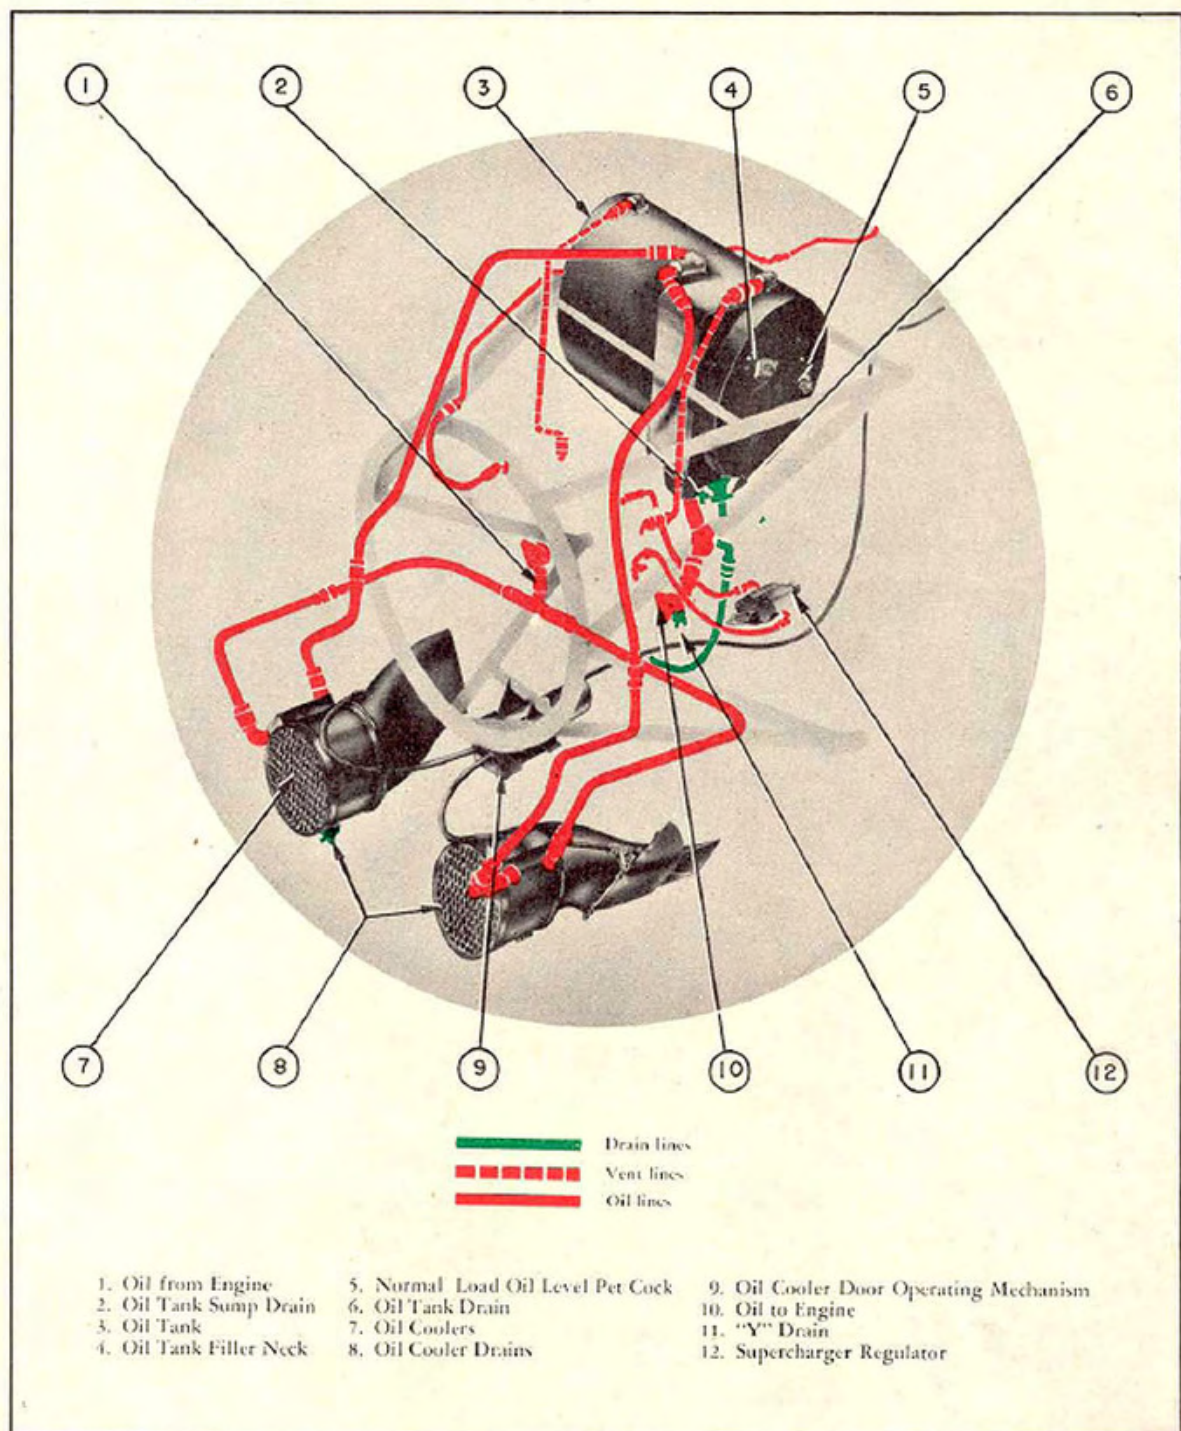 1 2 3 4 5 6
7 8 9 10 11 12
Drain lines
Vent lines
Oil lines
1. Oil from Engine
2. Oil Tank Sump Drain
3. Oil Tank
4. Oil Tank Filler Neck
5. Normal Load Oil Level Pet Cock
6. Oil Tank Drain
7. Oil Coolers
8. Oil Cooler Drains
9. Oil Cooler Door Operating Mechanism
10. Oil to Engine
11. "Y" Drain
12. Supercharger Regulator